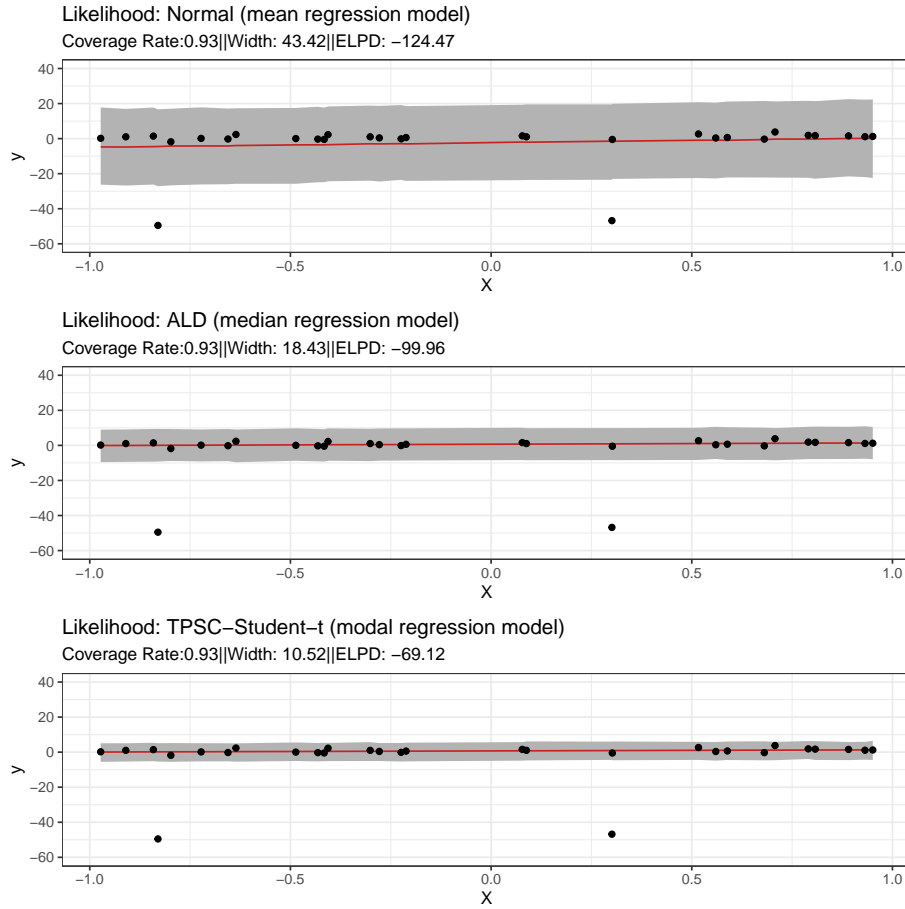 Likelihood: Normal (mean regression model)
Coverage Rate:0.93||Width: 43.42||ELPD: −124.47
40
20
0
−20
−40
−60
y
−1.0 −0.5 0.0 0.5 1.0
X
Likelihood: ALD (median regression model)
Coverage Rate:0.93||Width: 18.43||ELPD: −99.96
40
20
0
−20
−40
−60
y
−1.0 −0.5 0.0 0.5 1.0
X
Likelihood: TPSC−Student−t (modal regression model)
Coverage Rate:0.93||Width: 10.52||ELPD: −69.12
40
20
0
−20
−40
−60
y
−1.0 −0.5 0.0 0.5 1.0
X